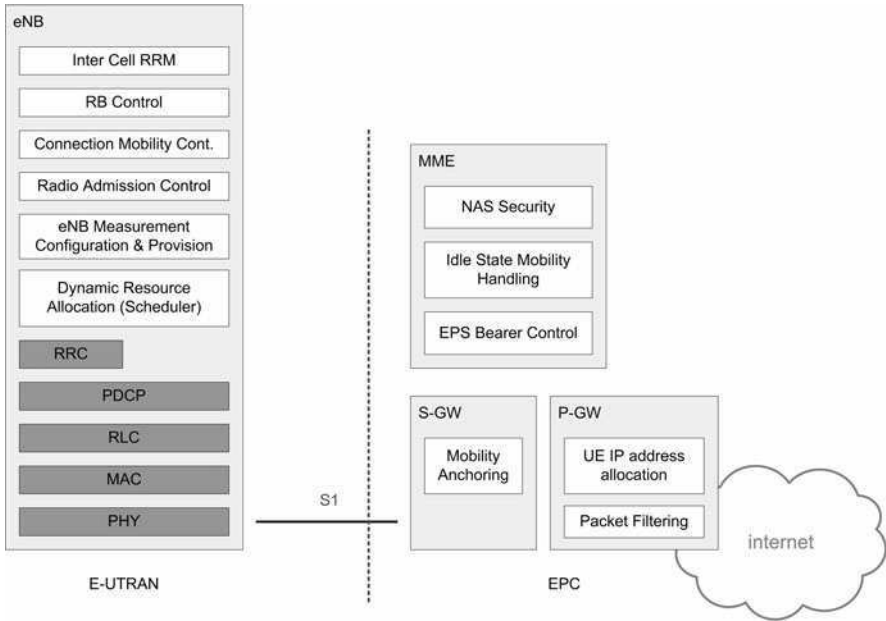 eNB
Inter Cell RRM
RB Control
Connection Mobility Cont.
Radio Admission Control
eNB Measurement
Configuration & Provision
Dynamic Resource
Allocation (Scheduler)
RRC
PDCP
RLC
MAC
PHY
E-UTRAN
S1
MME
NAS Security
Idle State Mobility
Handling
EPS Bearer Control
S-GW
Mobility
Anchoring
P-GW
UE IP address
allocation
Packet Filtering
internet
EPC